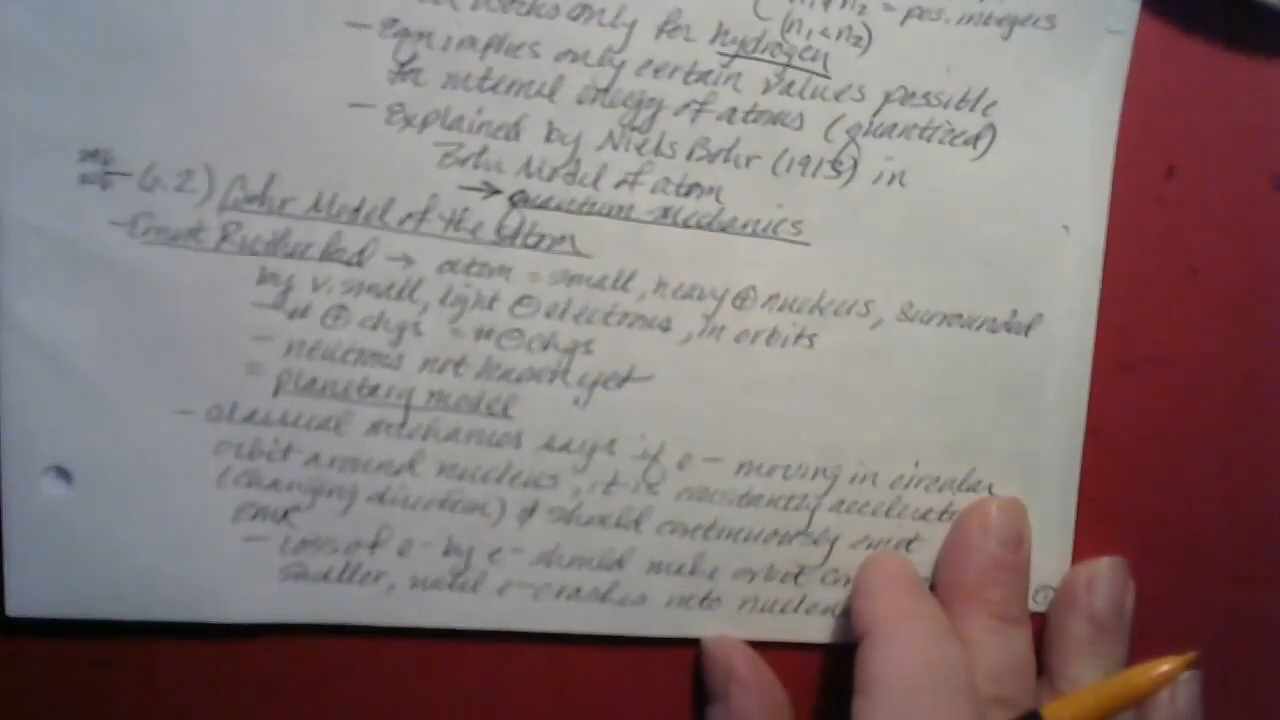 n₂ = pos. integers
works only for hydrogen (n₁ < n₂)
- Eqn implies only certain values possible
for internal energy of atoms (quantized)
- Explained by Niels Bohr (1913) in
Bohr Model of atom
→ quantum mechanics
6.2) Bohr Model of the Atom
- Ernest Rutherford → atom = small, heavy ⊕ nucleus, surrounded
by v. small, light ⊖ electrons, in orbits
⊕ chgs = # ⊖ chgs
- neutrons not known yet
= planetary model
- classical mechanics says if e- moving in circular
orbit around nucleus, it is constantly
(changing direction) & should continuously emit
EMR
- loss of e- by e- should make orbit
smaller, until e- crashes into